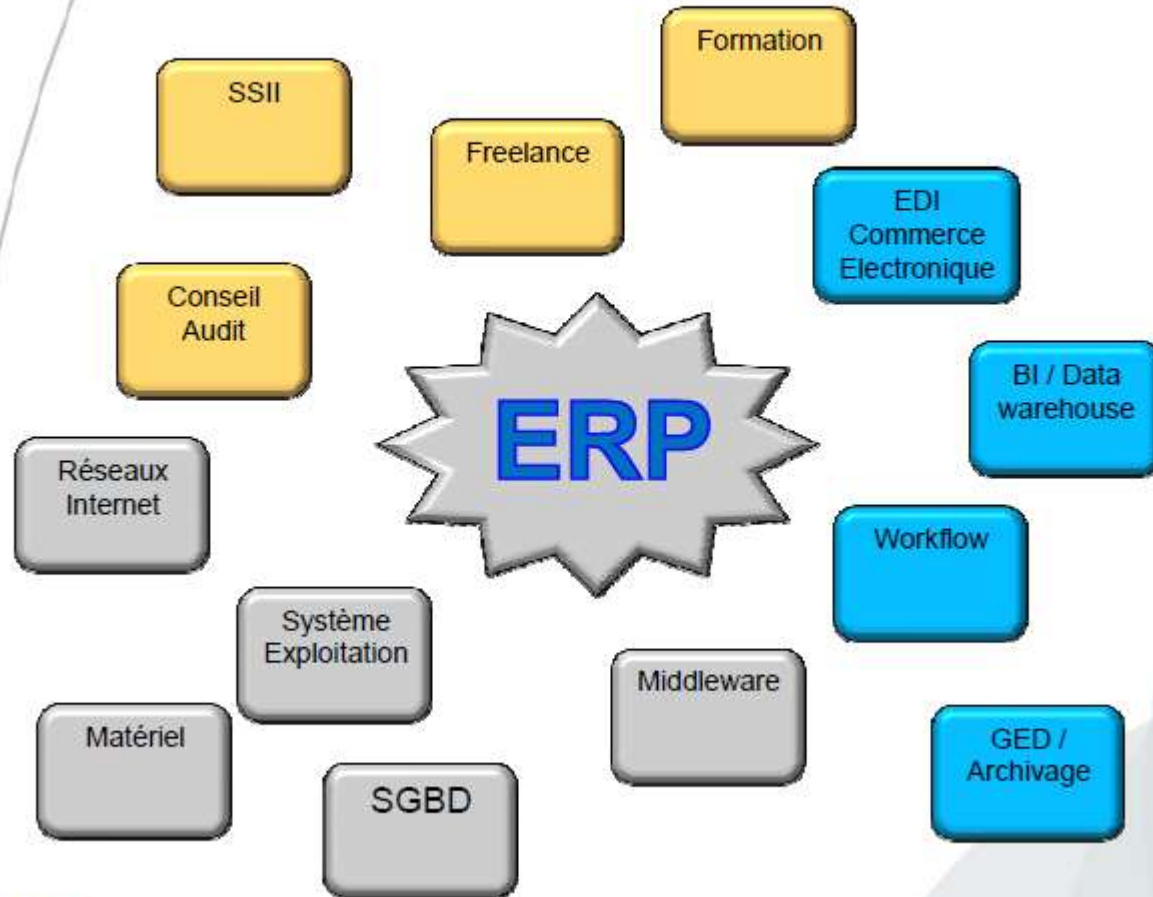 Formation
SSII
Freelance
EDI
Commerce
Electronique
Conseil
Audit
BI / Data
warehouse
ERP
Réseaux
Internet
Workflow
Système
Exploitation
Middleware
Matériel
GED /
Archivage
SGBD